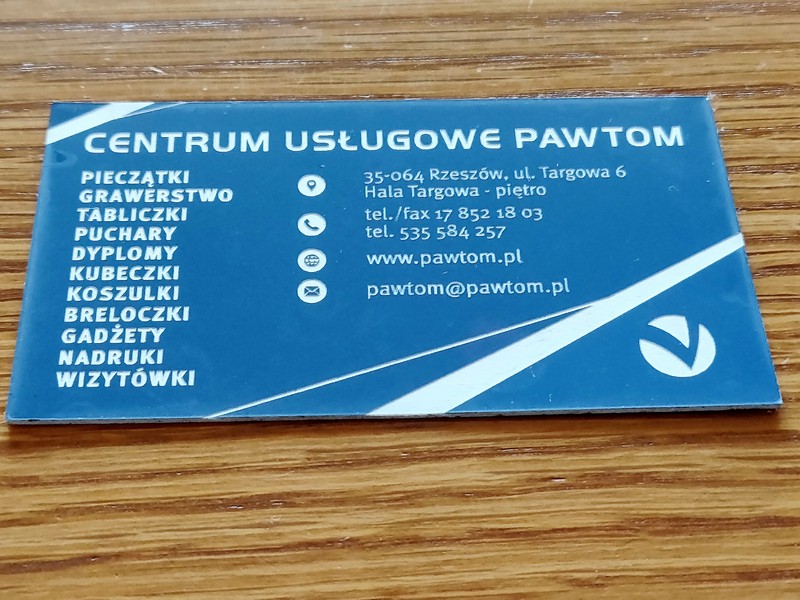 CENTRUM USŁUGOWE PAWTOM
PIECZĄTKI
GRAWERSTWO
TABLICZKI
PUCHARY
DYPLOMY
KUBECZKI
KOSZULKI
BRELOCZKI
GADŻETY
NADRUKI
WIZYTÓWKI
35-064 Rzeszów, ul. Targowa 6
Hala Targowa - piętro
tel./fax 17 852 18 03
tel. 535 584 257
www.pawtom.pl
pawtom@pawtom.pl